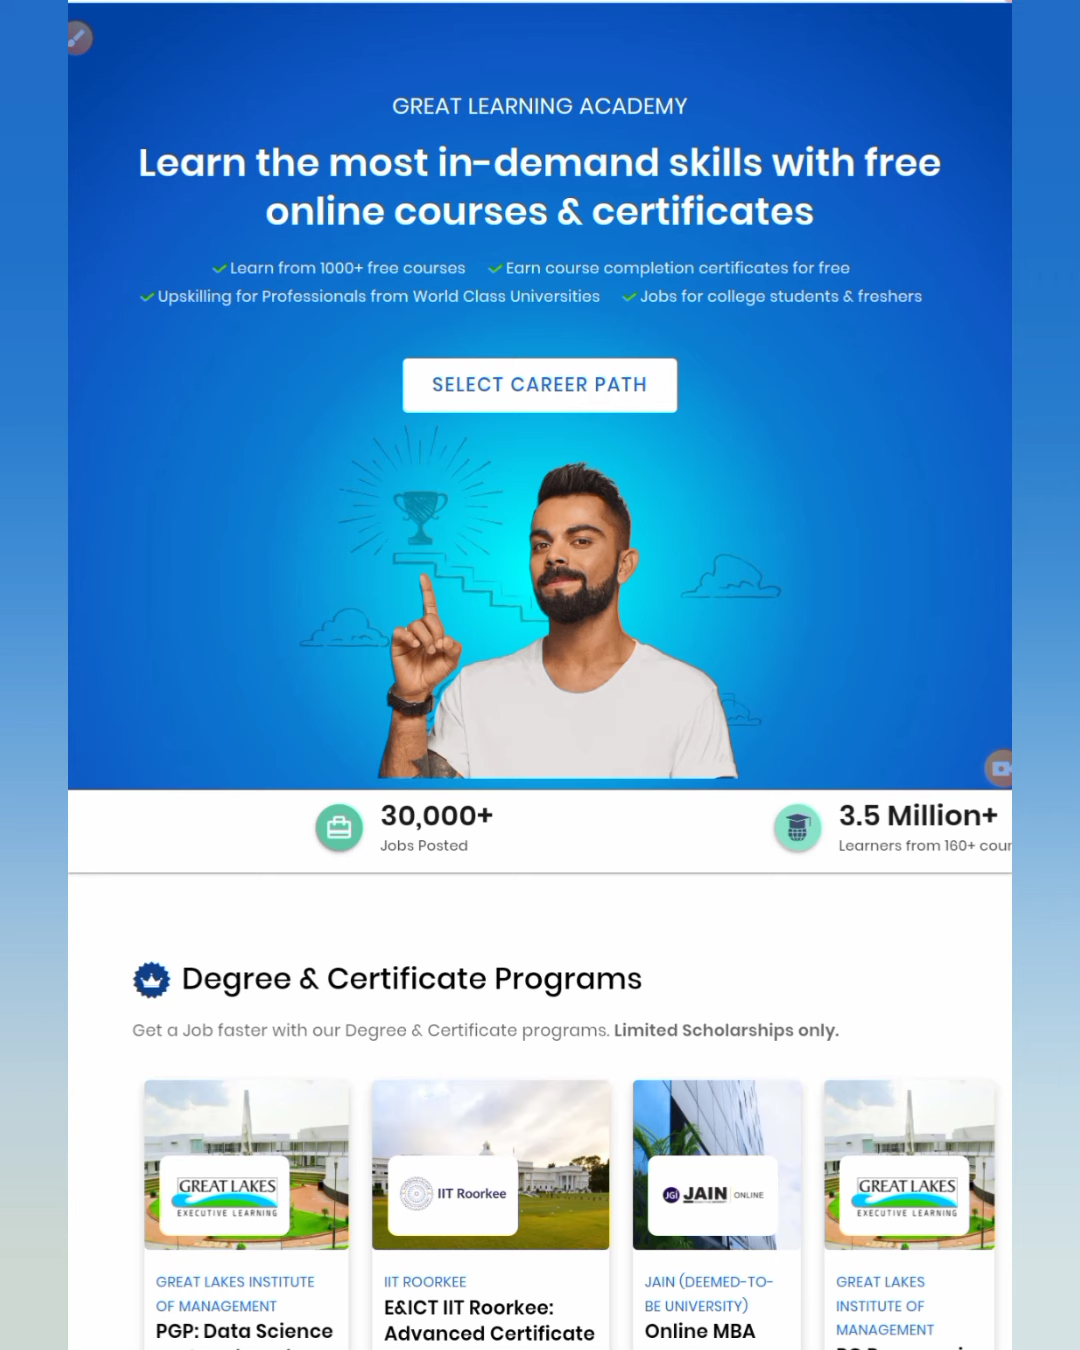 GREAT LEARNING ACADEMY
Learn the most in-demand skills with free
online courses & certificates
Learn from 1000+ free courses Earn course completion certificates for free
Upskilling for Professionals from World Class Universities Jobs for college students & freshers
SELECT CAREER PATH
30,000+
Jobs Posted
3.5 Million+
Learners from 160+ cour
Degree & Certificate Programs
Get a Job faster with our Degree & Certificate programs. Limited Scholarships only.
GREAT LAKES
EXECUTIVE LEARNING
GREAT LAKES INSTITUTE
OF MANAGEMENT
PGP: Data Science
IIT Roorkee
IIT ROORKEE
E&ICT IIT Roorkee:
Advanced Certificate
JGI JAIN ONLINE
JAIN (DEEMED-TO-
BE UNIVERSITY)
Online MBA
GREAT LAKES
EXECUTIVE LEARNING
GREAT LAKES
INSTITUTE OF
MANAGEMENT